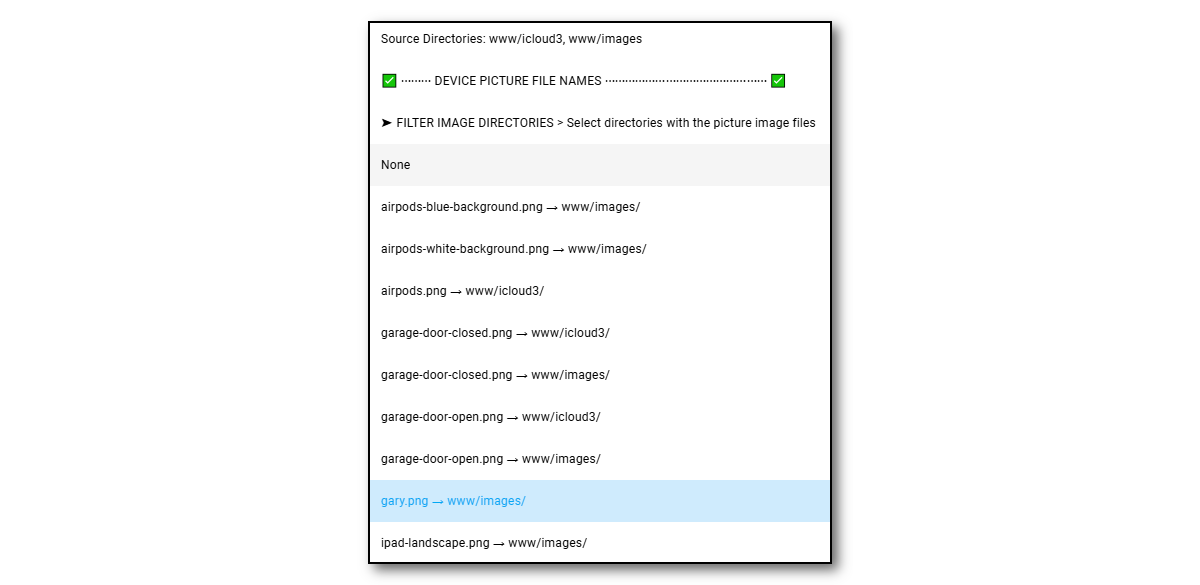 Source Directories: www/icloud3, www/images
✅ ········· DEVICE PICTURE FILE NAMES ················································ ✅
➤ FILTER IMAGE DIRECTORIES > Select directories with the picture image files
None
airpods-blue-background.png → www/images/
airpods-white-background.png → www/images/
airpods.png → www/icloud3/
garage-door-closed.png → www/icloud3/
garage-door-closed.png → www/images/
garage-door-open.png → www/icloud3/
garage-door-open.png → www/images/
gary.png → www/images/
ipad-landscape.png → www/images/